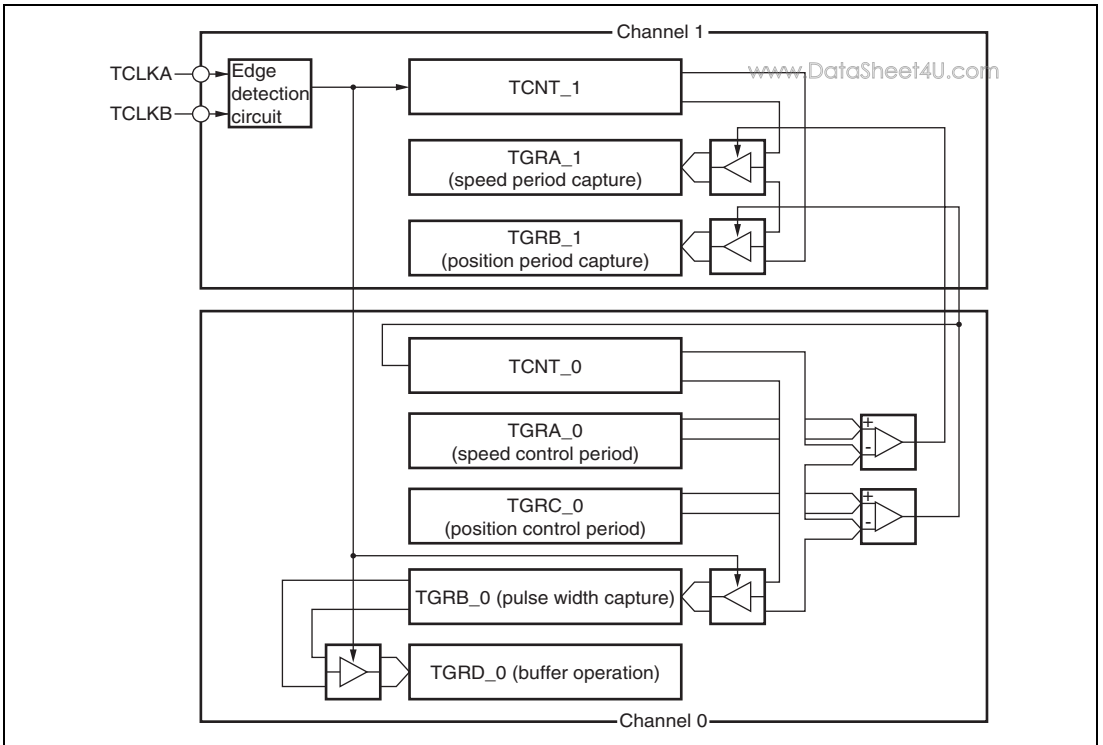 Channel 1
www.DataSheet4U.com
TCLKA
TCLKB
Edge
detection
circuit
TCNT_1
TGRA_1
(speed period capture)
TGRB_1
(position period capture)
TCNT_0
TGRA_0
(speed control period)
+
-
TGRC_0
(position control period)
+
-
TGRB_0 (pulse width capture)
TGRD_0 (buffer operation)
Channel 0